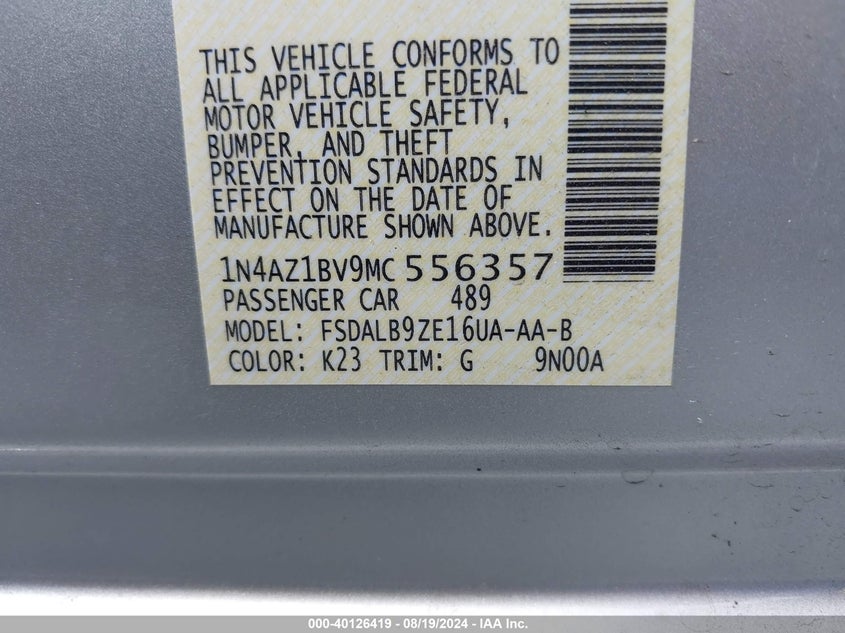 THIS VEHICLE CONFORMS TO
ALL APPLICABLE FEDERAL
MOTOR VEHICLE SAFETY,
BUMPER, AND THEFT
PREVENTION STANDARDS IN
EFFECT ON THE DATE OF
MANUFACTURE SHOWN ABOVE.
1N4AZ1BV9MC 556357
PASSENGER CAR 489
MODEL: FSDALB9ZE16UA-AA-B
COLOR: K23 TRIM: G 9N00A
000-40126419 - 08/19/2024 - IAA Inc.